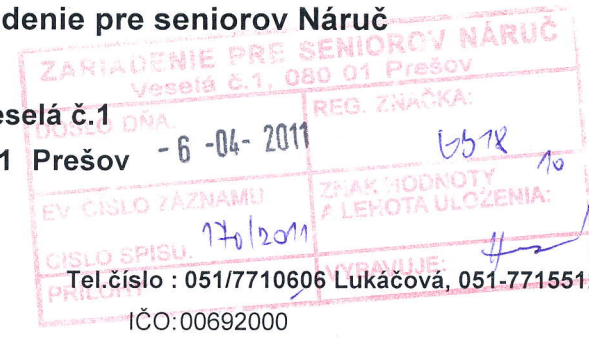 denie pre seniorov Náruč
ZARIADENIE PRE SENIOROV NÁRUČ
Veselá č.1, 080 01 Prešov
eselá č.1
DOŠLO DŇA.
REG. ZNAČKA:
1 Prešov
- 6 -04- 2011
EV. ČÍSLO ZÁZNAMU
ZNAK HODNOTY
10
A LEHOTA ULOŽENIA:
170/2011
ČÍSLO SPISU.
Tel.číslo : 051/7710606 Lukáčová, 051-771551
PRÍLOHY
VYBAVUJE:
IČO:00692000